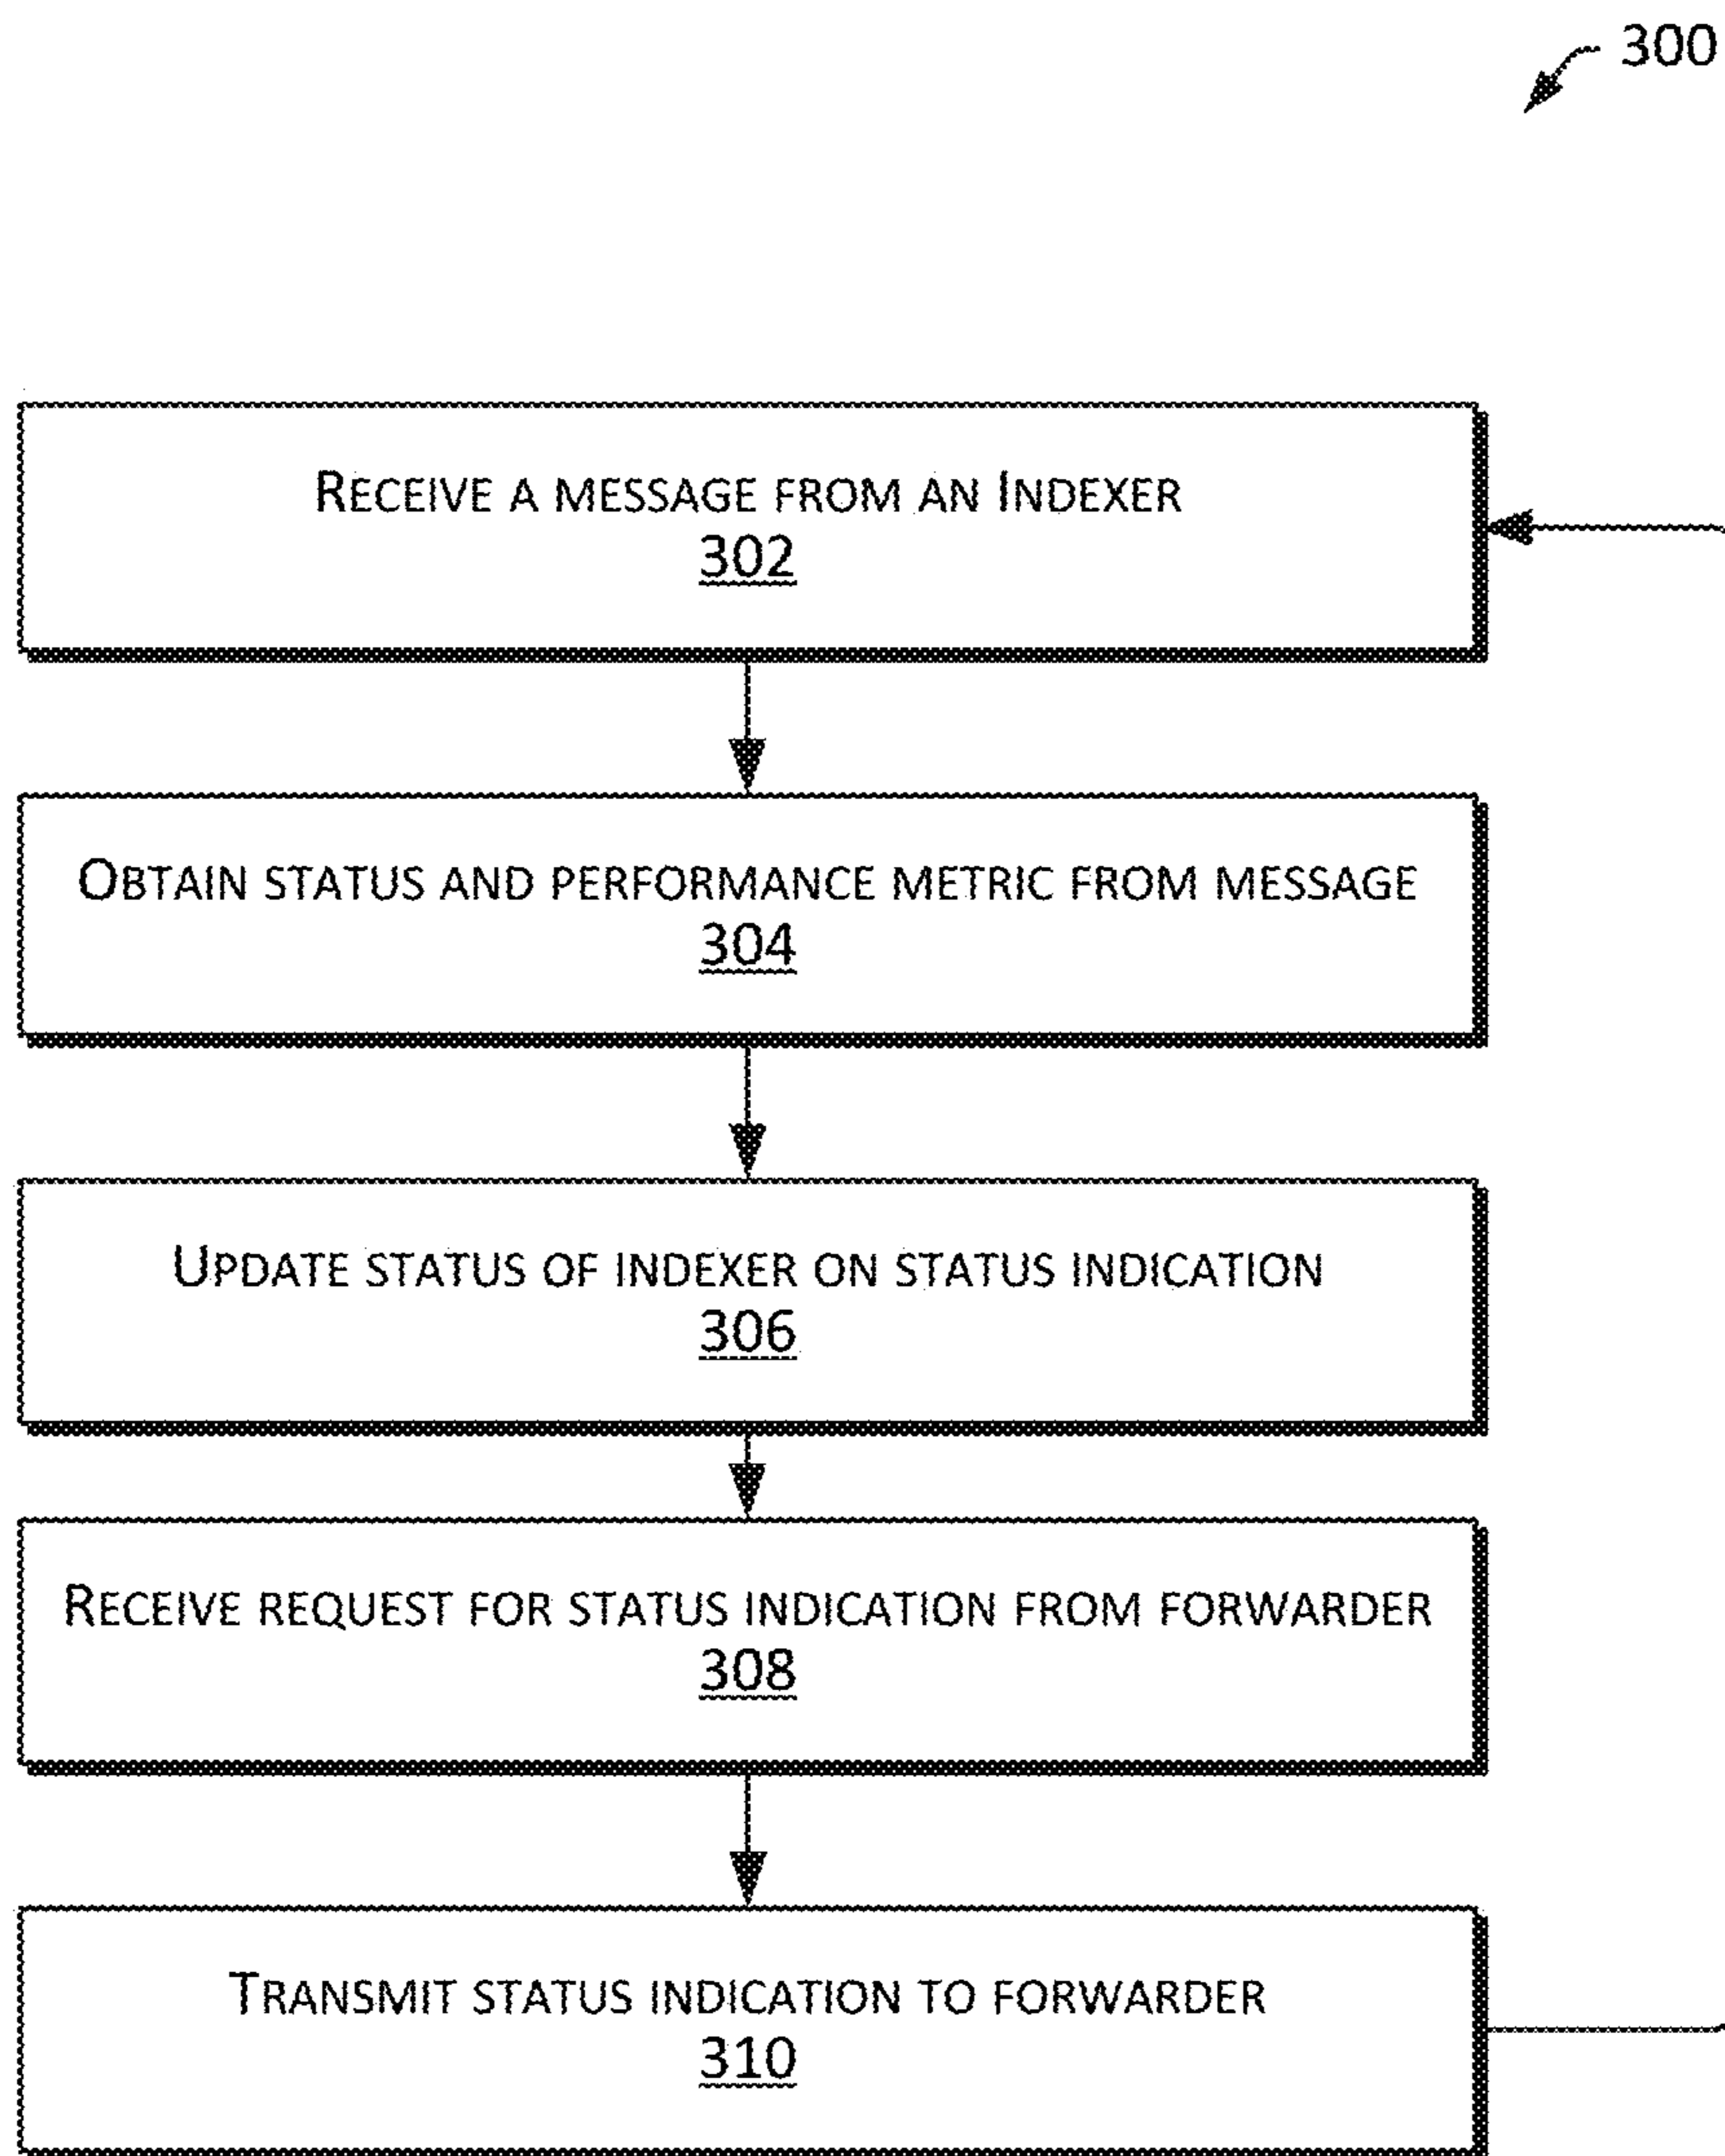 300
RECEIVE A MESSAGE FROM AN INDEXER
302
OBTAIN STATUS AND PERFORMANCE METRIC FROM MESSAGE
304
UPDATE STATUS OF INDEXER ON STATUS INDICATION
306
RECEIVE REQUEST FOR STATUS INDICATION FROM FORWARDER
308
TRANSMIT STATUS INDICATION TO FORWARDER
310